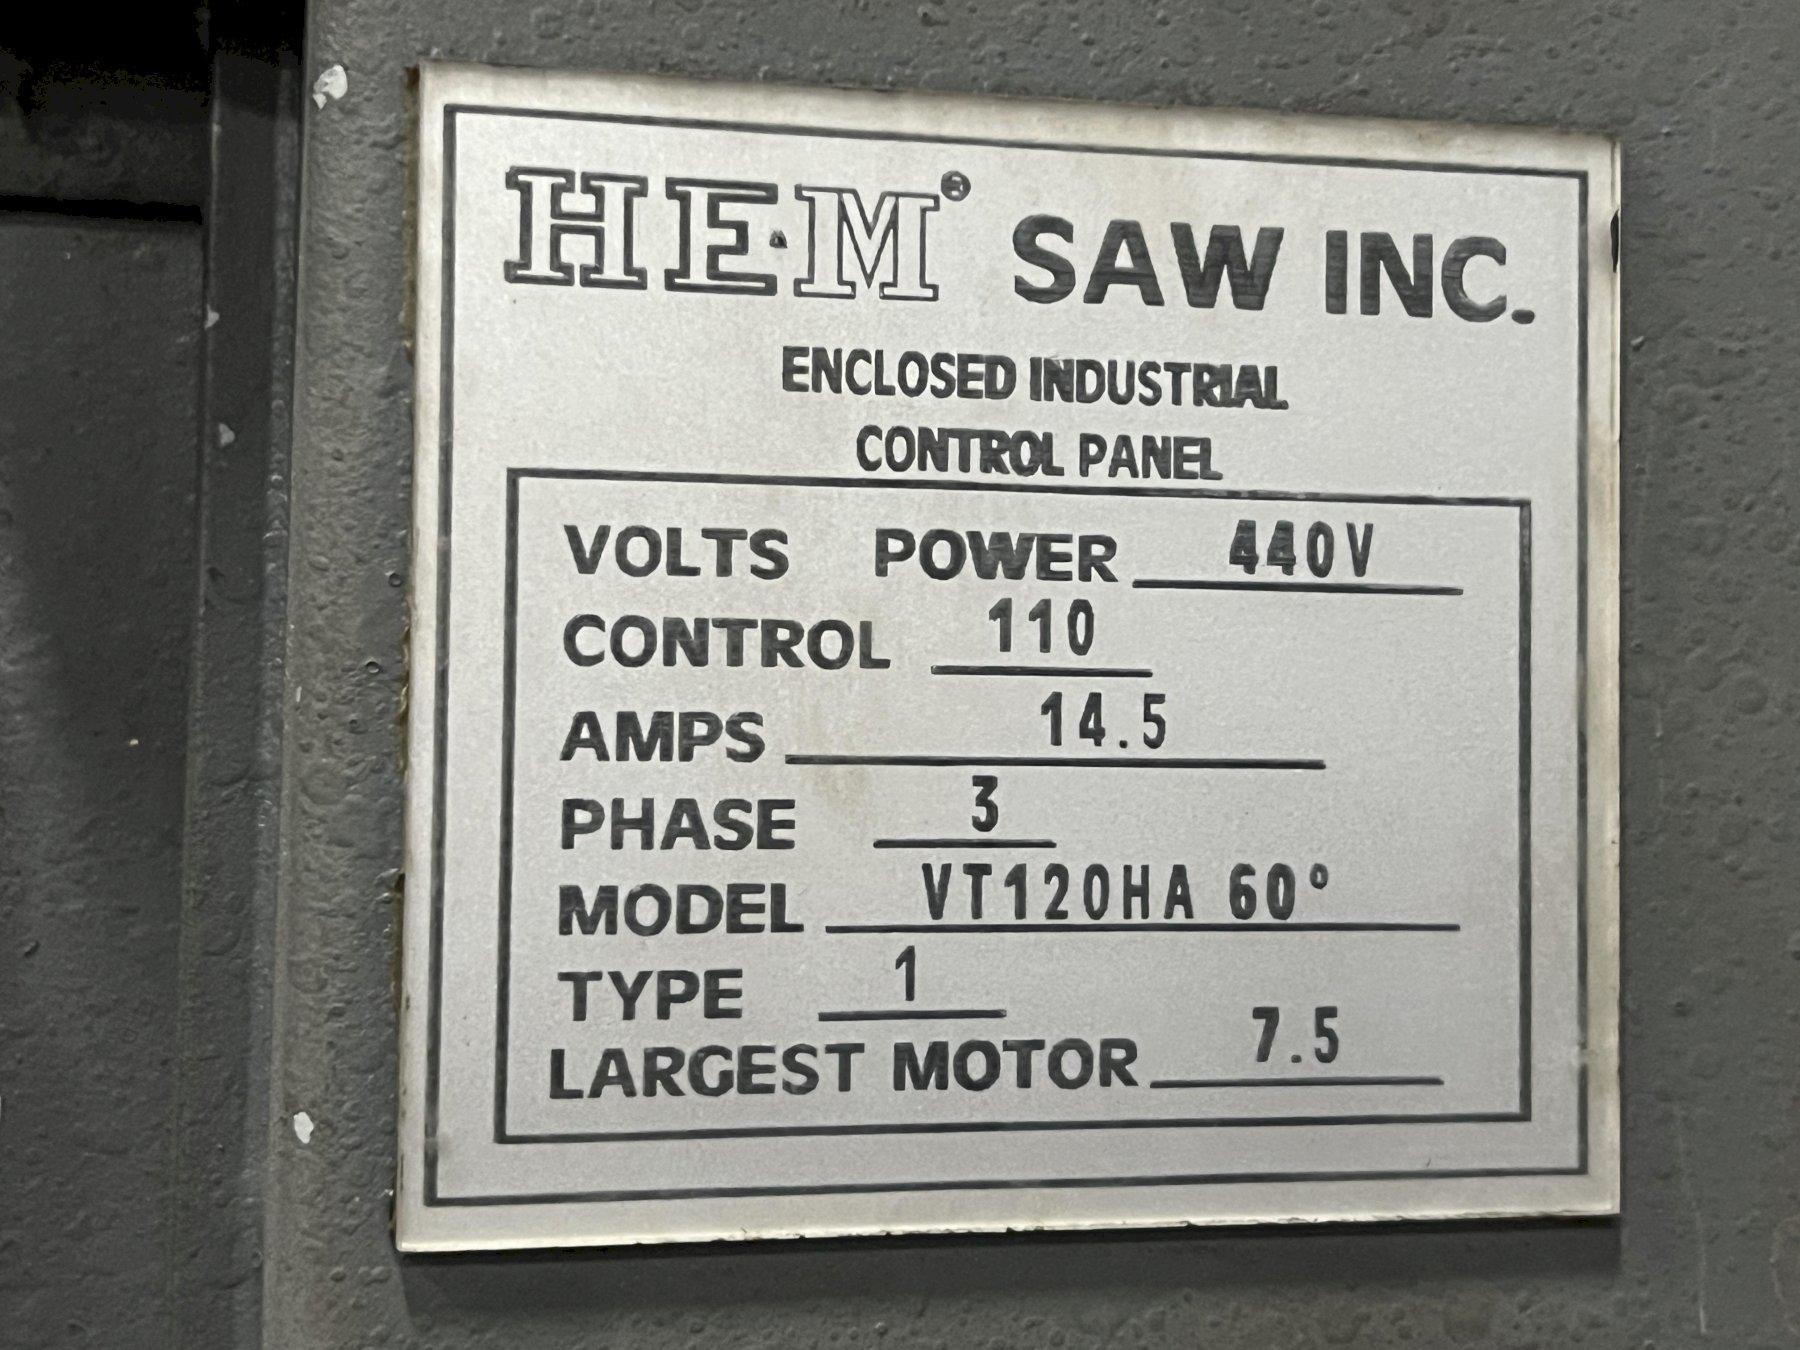 HE·M® SAW INC.
ENCLOSED INDUSTRIAL
CONTROL PANEL
VOLTS POWER 440V
CONTROL 110
AMPS 14.5
PHASE 3
MODEL VT120HA 60°
TYPE 1
LARGEST MOTOR 7.5